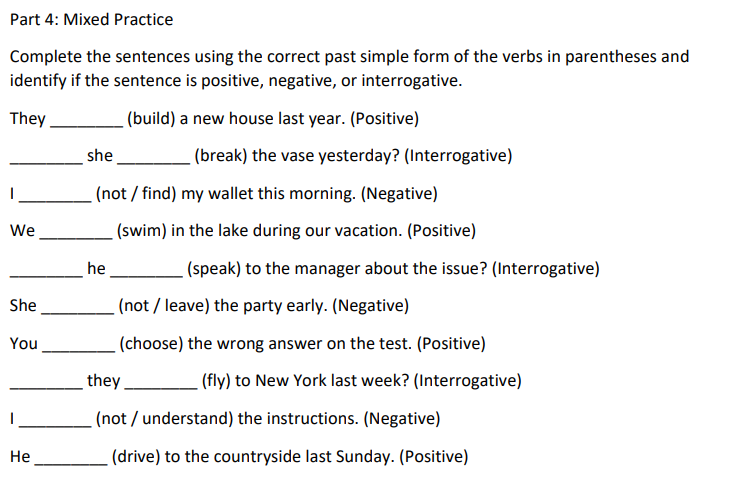 Part 4: Mixed Practice
Complete the sentences using the correct past simple form of the verbs in parentheses and
identify if the sentence is positive, negative, or interrogative.
They ________ (build) a new house last year. (Positive)
________ she ________ (break) the vase yesterday? (Interrogative)
I ________ (not / find) my wallet this morning. (Negative)
We ________ (swim) in the lake during our vacation. (Positive)
________ he ________ (speak) to the manager about the issue? (Interrogative)
She ________ (not / leave) the party early. (Negative)
You ________ (choose) the wrong answer on the test. (Positive)
________ they ________ (fly) to New York last week? (Interrogative)
I ________ (not / understand) the instructions. (Negative)
He ________ (drive) to the countryside last Sunday. (Positive)